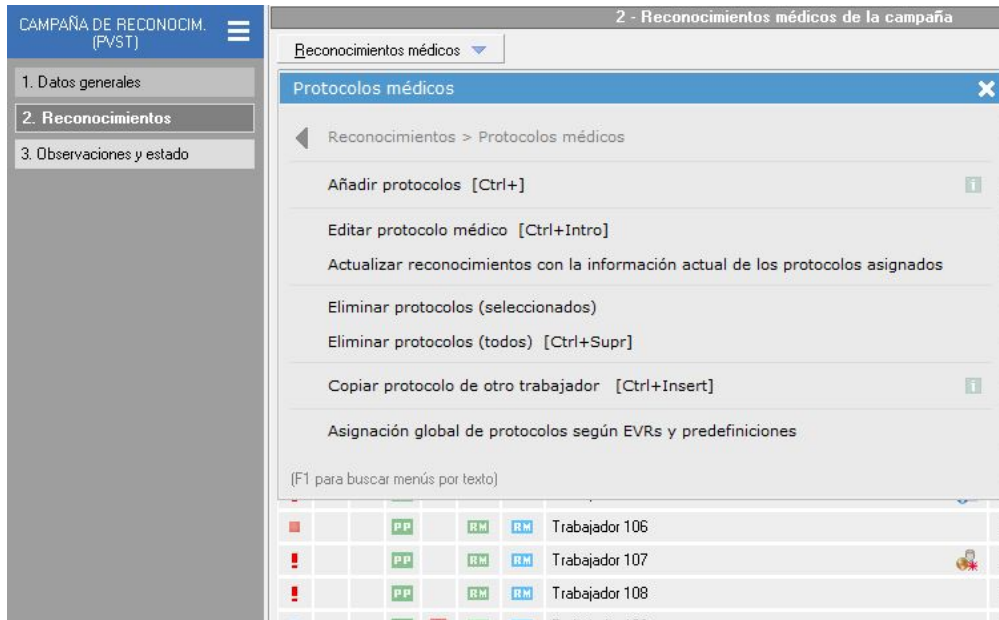 CAMPAÑA DE RECONOCIM.
(PVST)
1. Datos generales
2. Reconocimientos
3. Observaciones y estado
2 - Reconocimientos médicos de la campaña
Reconocimientos médicos
Protocolos médicos
Reconocimientos > Protocolos médicos
Añadir protocolos [Ctrl+]
Editar protocolo médico [Ctrl+Intro]
Actualizar reconocimientos con la información actual de los protocolos asignados
Eliminar protocolos (seleccionados)
Eliminar protocolos (todos) [Ctrl+Supr]
Copiar protocolo de otro trabajador [Ctrl+Insert]
Asignación global de protocolos según EVRs y predefiniciones
(F1 para buscar menús por texto)
PP RM RM Trabajador 106
PP RM RM Trabajador 107
PP RM RM Trabajador 108